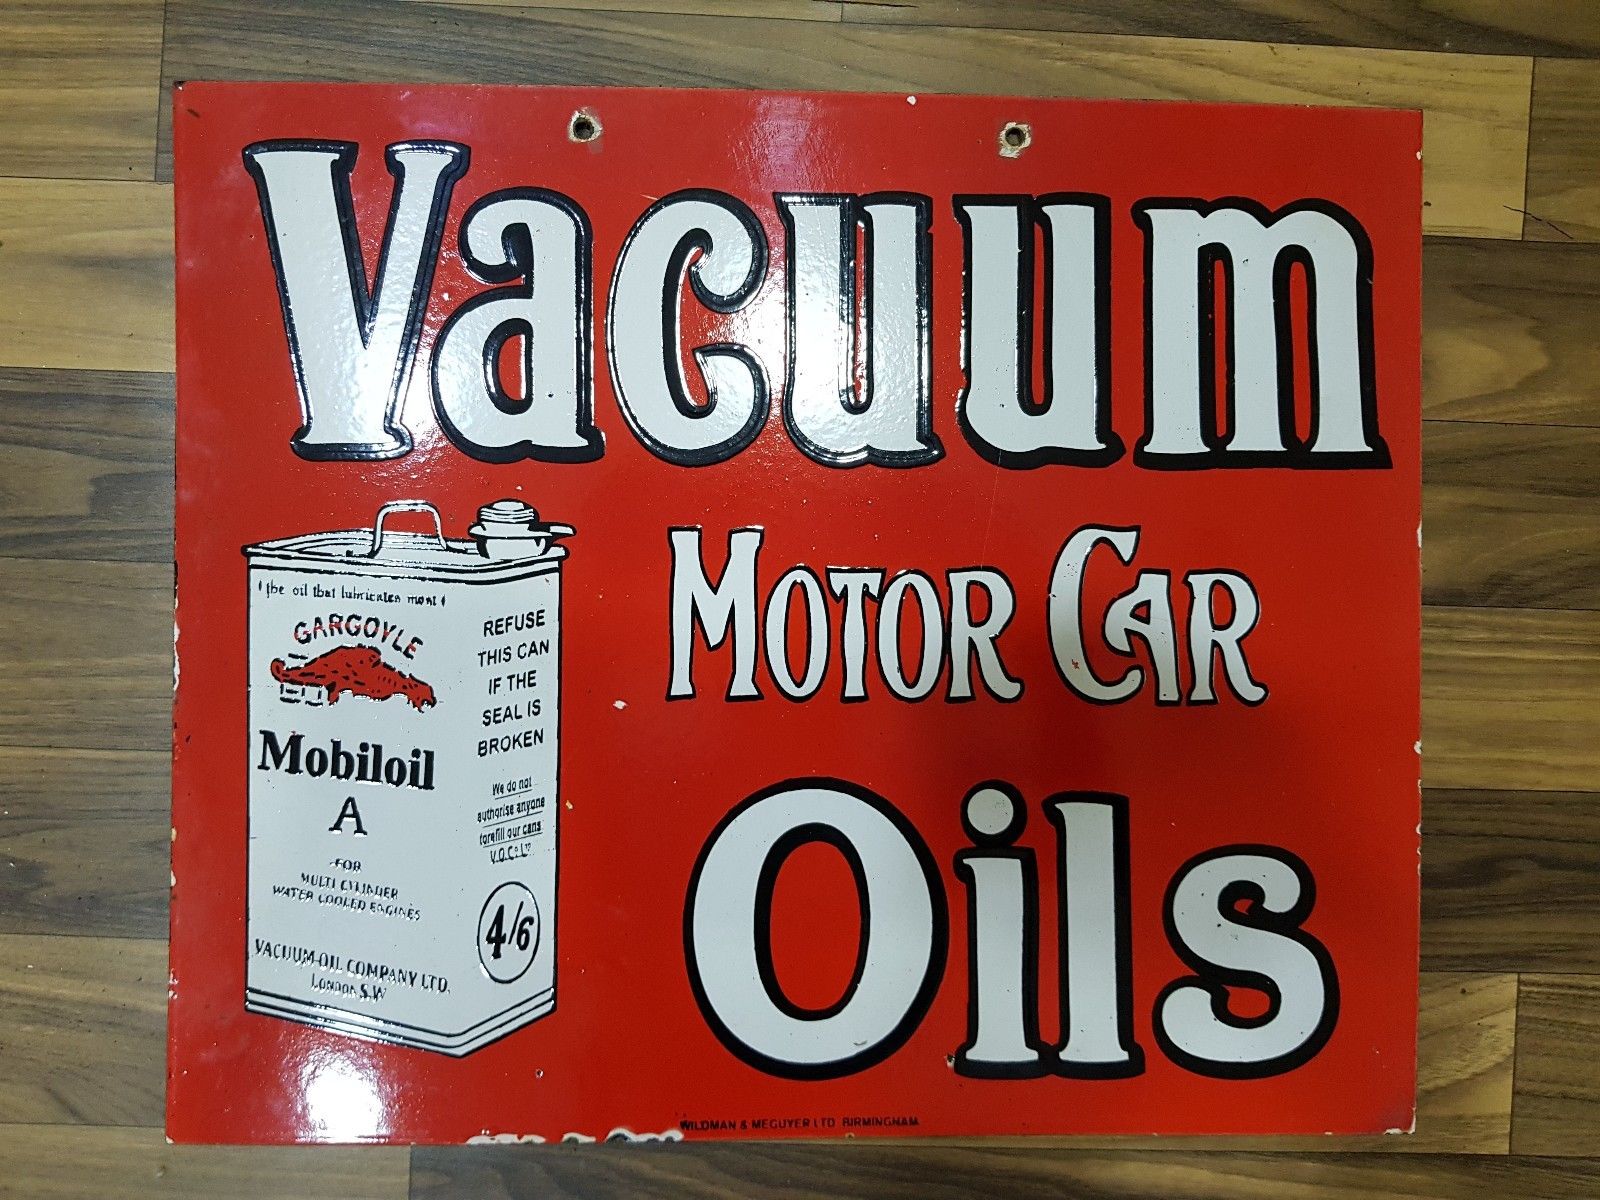 Vacuum
MOTOR CAR
Oils
the oil that lubricates most
GARGOYLE
Mobiloil
A
FOR
MULTI CYLINDER
WATER COOLED ENGINES
VACUUM OIL COMPANY LTD.
LONDON S.W
REFUSE
THIS CAN
IF THE
SEAL IS
BROKEN
We do not
authorise anyone
to refill our cans
V.O.Co. LTD
4/6
WILDMAN & MEGUYER LTD BIRMINGHAM